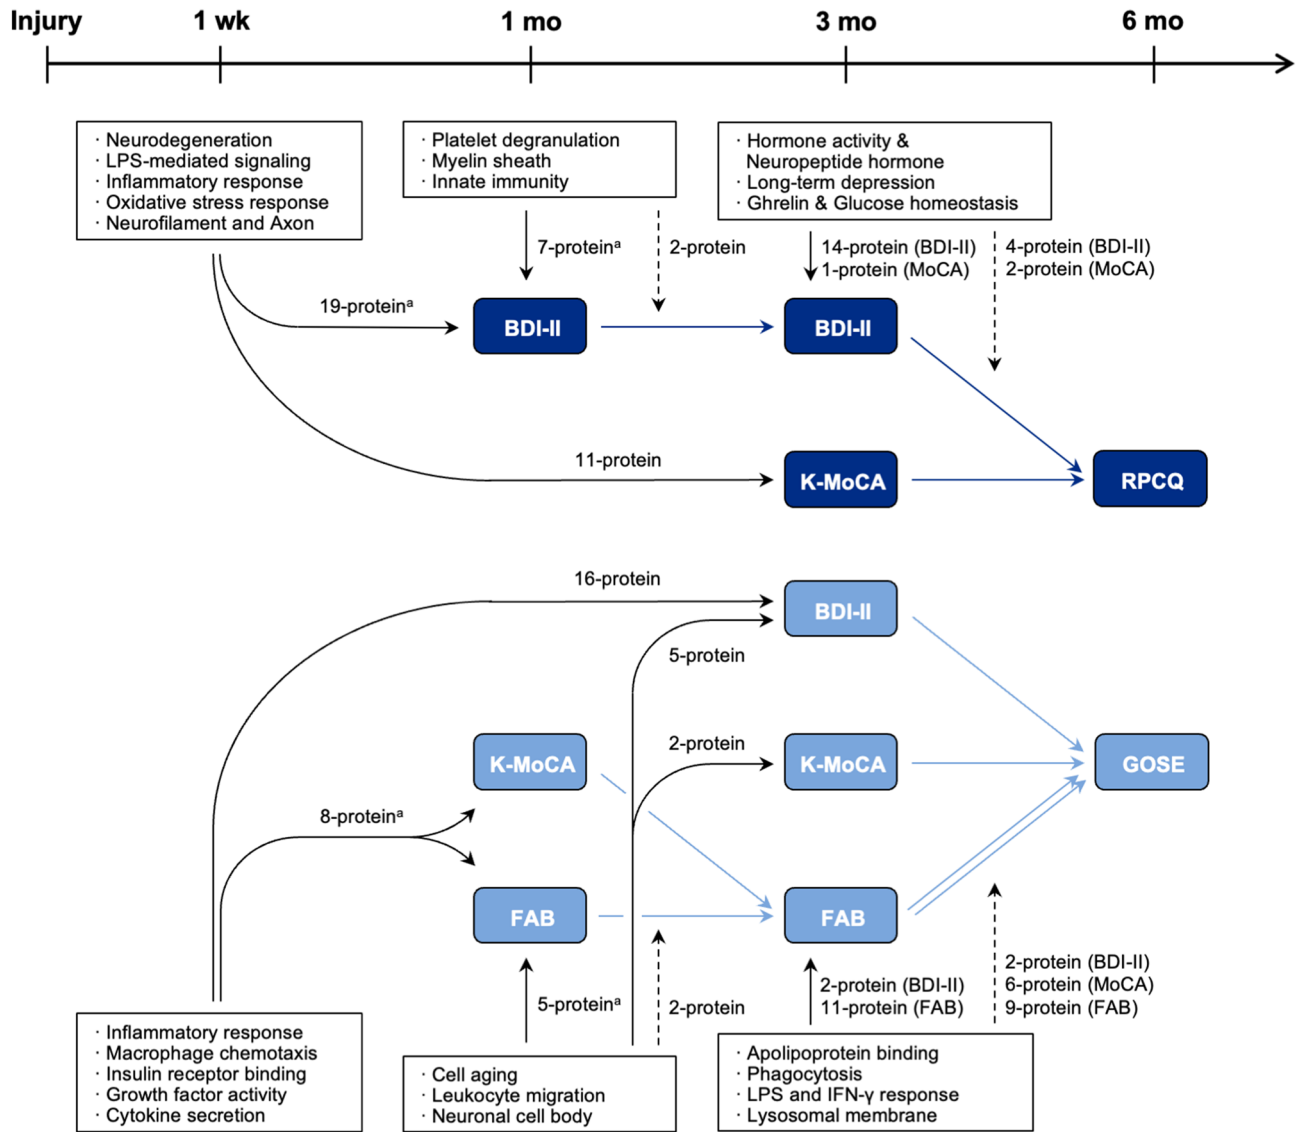 Injury
1 wk
1 mo
3 mo
6 mo
· Neurodegeneration
· LPS-mediated signaling
· Inflammatory response
· Oxidative stress response
· Neurofilament and Axon
· Platelet degranulation
· Myelin sheath
· Innate immunity
· Hormone activity &
Neuropeptide hormone
· Long-term depression
· Ghrelin & Glucose homeostasis
7-proteinᵃ
2-protein
14-protein (BDI-II)
1-protein (MoCA)
4-protein (BDI-II)
2-protein (MoCA)
19-proteinᵃ
BDI-II
BDI-II
11-protein
K-MoCA
RPCQ
16-protein
BDI-II
5-protein
2-protein
K-MoCA
K-MoCA
GOSE
8-proteinᵃ
FAB
FAB
5-proteinᵃ
2-protein
2-protein (BDI-II)
11-protein (FAB)
2-protein (BDI-II)
6-protein (MoCA)
9-protein (FAB)
· Inflammatory response
· Macrophage chemotaxis
· Insulin receptor binding
· Growth factor activity
· Cytokine secretion
· Cell aging
· Leukocyte migration
· Neuronal cell body
· Apolipoprotein binding
· Phagocytosis
· LPS and IFN-γ response
· Lysosomal membrane